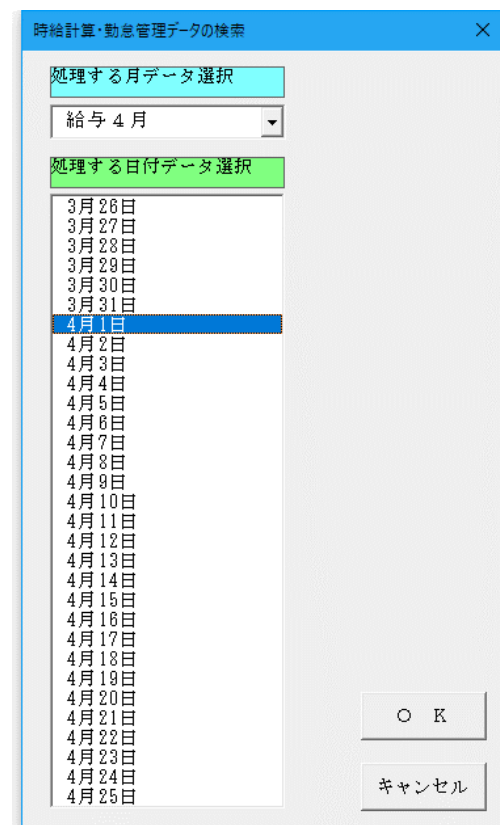 時給計算・勤怠管理データの検索
処理する月データ選択
給与４月
処理する日付データ選択
3月26日
3月27日
3月28日
3月29日
3月30日
3月31日
4月1日
4月2日
4月3日
4月4日
4月5日
4月6日
4月7日
4月8日
4月9日
4月10日
4月11日
4月12日
4月13日
4月14日
4月15日
4月16日
4月17日
4月18日
4月19日
4月20日
4月21日
4月22日
4月23日
4月24日
4月25日
Ｏ　Ｋ
キャンセル